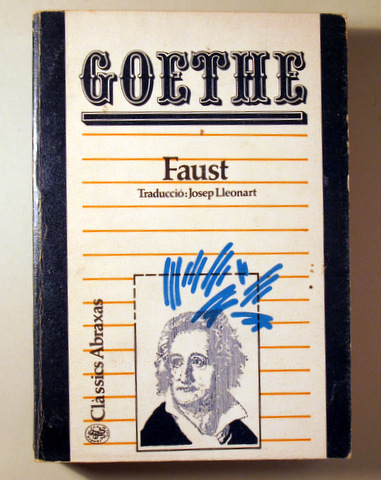 GOETHE
Faust
Traducció: Josep Lleonart
Clàssics Abraxas